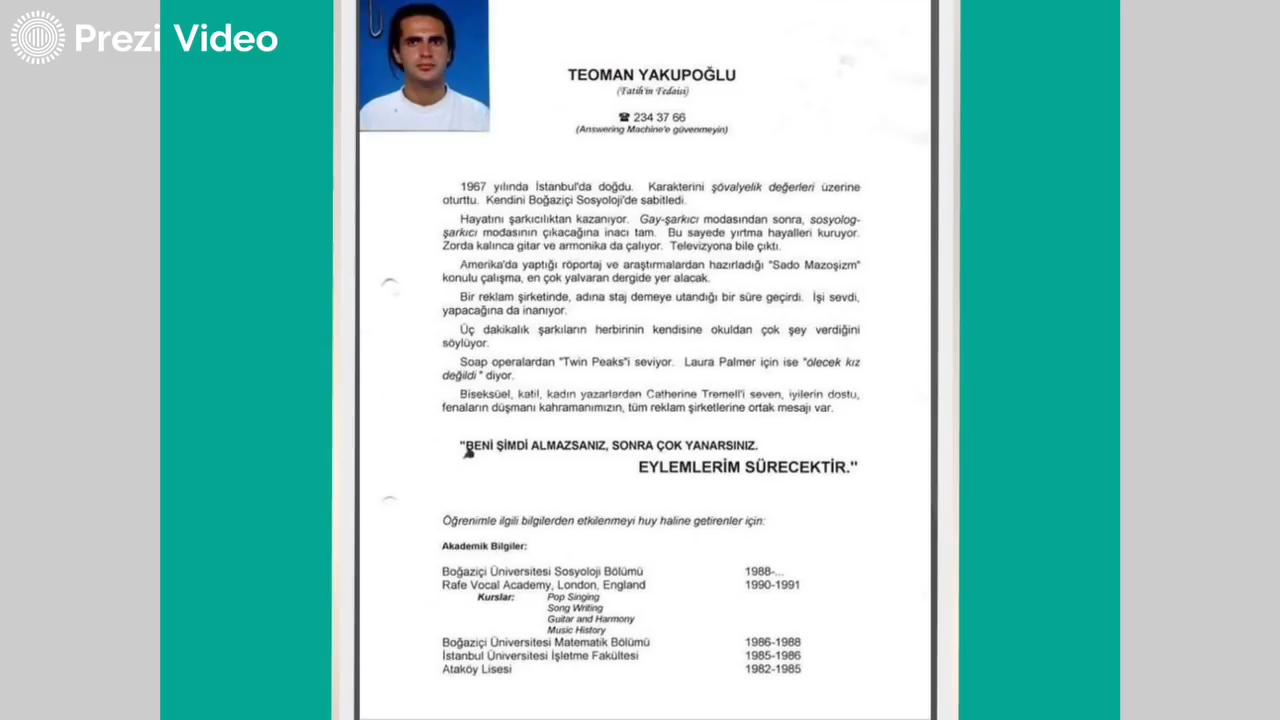 Prezi Video
TEOMAN YAKUPOĞLU
(Fatih'in Fedaisi)
☎ 234 37 66
(Answering Machine'e güvenmeyin)
1967 yılında İstanbul'da doğdu. Karakterini şövalyelik değerleri üzerine
oturttu. Kendini Boğaziçi Sosyoloji'de sabitledi.
Hayatını şarkıcılıktan kazanıyor. Gay-şarkıcı modasından sonra, sosyolog-
şarkıcı modasının çıkacağına inacı tam. Bu sayede yırtma hayalleri kuruyor.
Zorda kalınca gitar ve armonika da çalıyor. Televizyona bile çıktı.
Amerika'da yaptığı röportaj ve araştırmalardan hazırladığı "Sado Mazoşizm"
konulu çalışma, en çok yalvaran dergide yer alacak.
Bir reklam şirketinde, adına staj demeye utandığı bir süre geçirdi. İşi sevdi,
yapacağına da inanıyor.
Üç dakikalık şarkıların herbirinin kendisine okuldan çok şey verdiğini
söylüyor.
Soap operalardan "Twin Peaks"i seviyor. Laura Palmer için ise "ölecek kız
değildi" diyor.
Biseksüel, katil, kadın yazarlardan Catherine Tremell'i seven, iyilerin dostu,
fenaların düşmanı kahramanımızın, tüm reklam şirketlerine ortak mesajı var.
"BENİ ŞİMDİ ALMAZSANIZ, SONRA ÇOK YANARSINIZ.
EYLEMLERİM SÜRECEKTİR."
Öğrenimle ilgili bilgilerden etkilenmeyi huy haline getirenler için:
Akademik Bilgiler:
Boğaziçi Üniversitesi Sosyoloji Bölümü 1988-...
Rafe Vocal Academy, London, England 1990-1991
Kurslar: Pop Singing
Song Writing
Guitar and Harmony
Music History
Boğaziçi Üniversitesi Matematik Bölümü 1986-1988
İstanbul Üniversitesi İşletme Fakültesi 1985-1986
Ataköy Lisesi 1982-1985